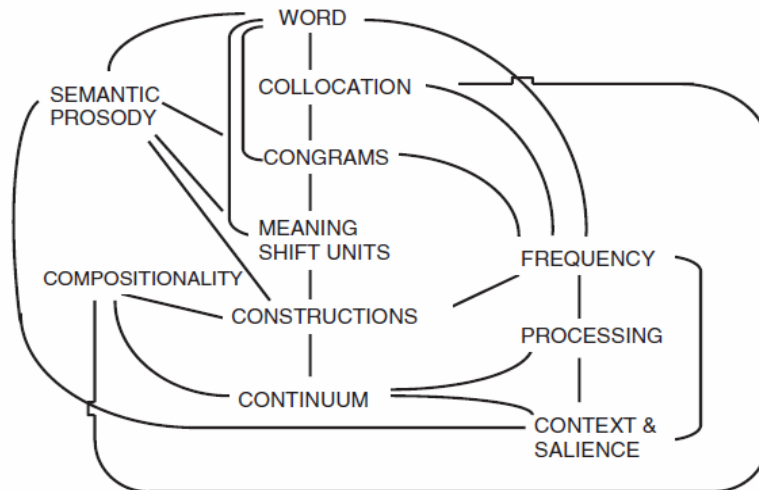 WORD
COLLOCATION
SEMANTIC
PROSODY
CONGRAMS
MEANING
SHIFT UNITS
FREQUENCY
COMPOSITIONALITY
CONSTRUCTIONS
PROCESSING
CONTINUUM
CONTEXT &
SALIENCE